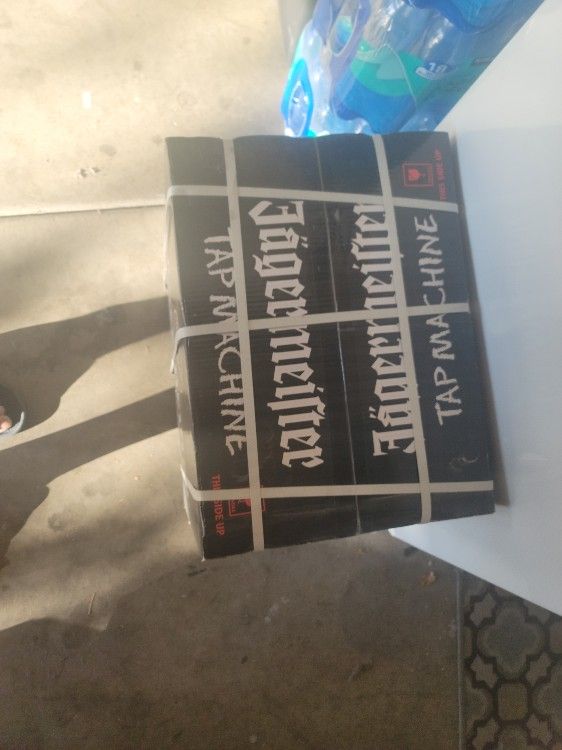 Jägermeister
TAP MACHINE
THIS SIDE UP
Jägermeister
TAP MACHINE
THIS SIDE UP